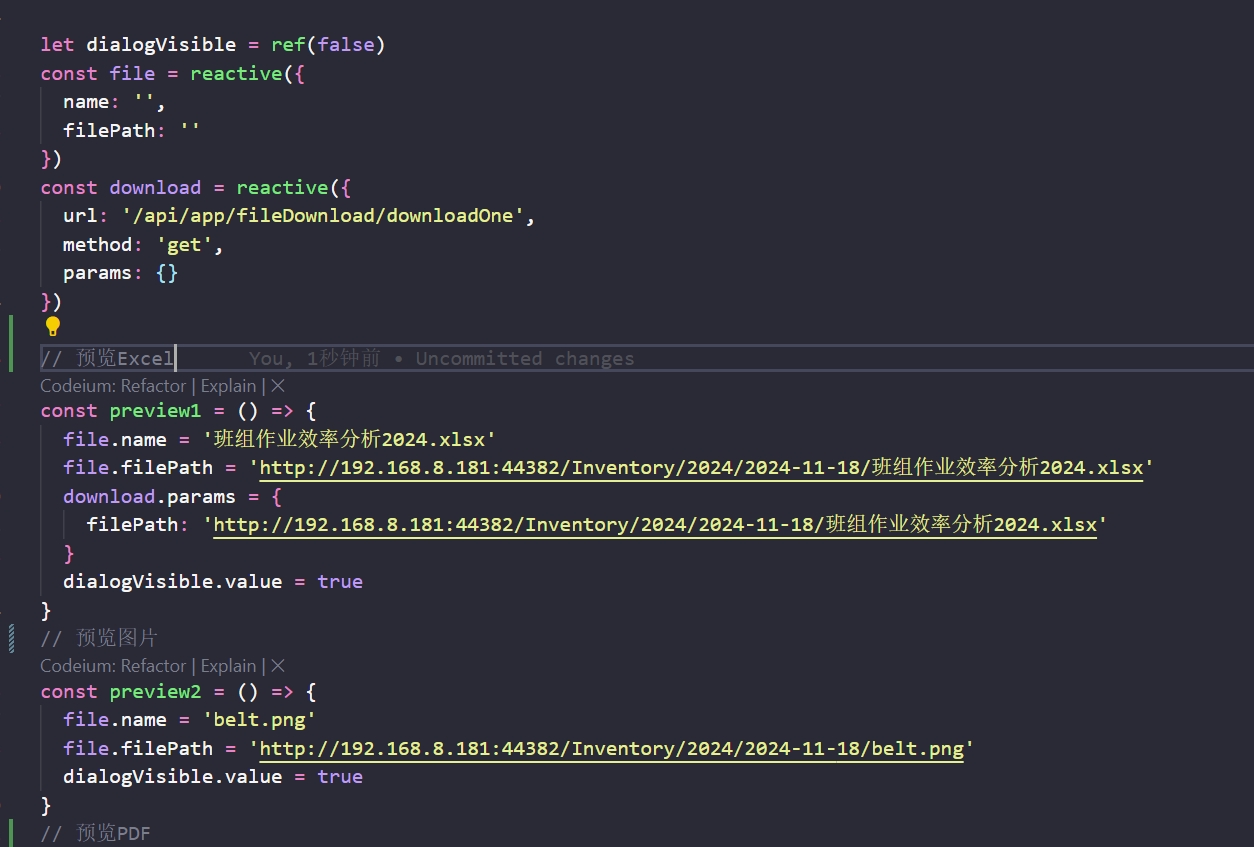 let dialogVisible = ref(false)
const file = reactive({
  name: '',
  filePath: ''
})
const download = reactive({
  url: '/api/app/fileDownload/downloadOne',
  method: 'get',
  params: {}
})
// 预览Excel You, 1秒钟前 • Uncommitted changes
Codeium: Refactor | Explain | ✕
const preview1 = () => {
  file.name = '班组作业效率分析2024.xlsx'
  file.filePath = 'http://192.168.8.181:44382/Inventory/2024/2024-11-18/班组作业效率分析2024.xlsx'
  download.params = {
    filePath: 'http://192.168.8.181:44382/Inventory/2024/2024-11-18/班组作业效率分析2024.xlsx'
  }
  dialogVisible.value = true
}
// 预览图片
Codeium: Refactor | Explain | ✕
const preview2 = () => {
  file.name = 'belt.png'
  file.filePath = 'http://192.168.8.181:44382/Inventory/2024/2024-11-18/belt.png'
  dialogVisible.value = true
}
// 预览PDF